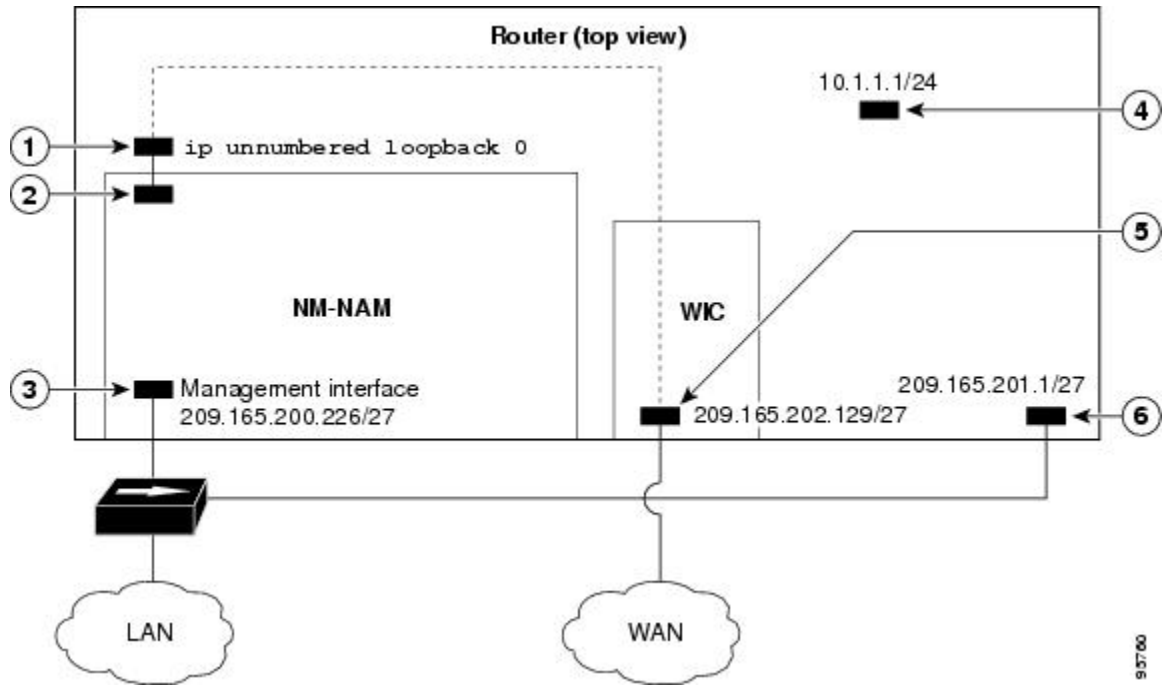 Router (top view)
10.1.1.1/24
4
1
ip unnumbered loopback 0
2
5
NM-NAM
WIC
3
Management interface
209.165.200.226/27
209.165.201.1/27
209.165.202.129/27
6
LAN
WAN
95760